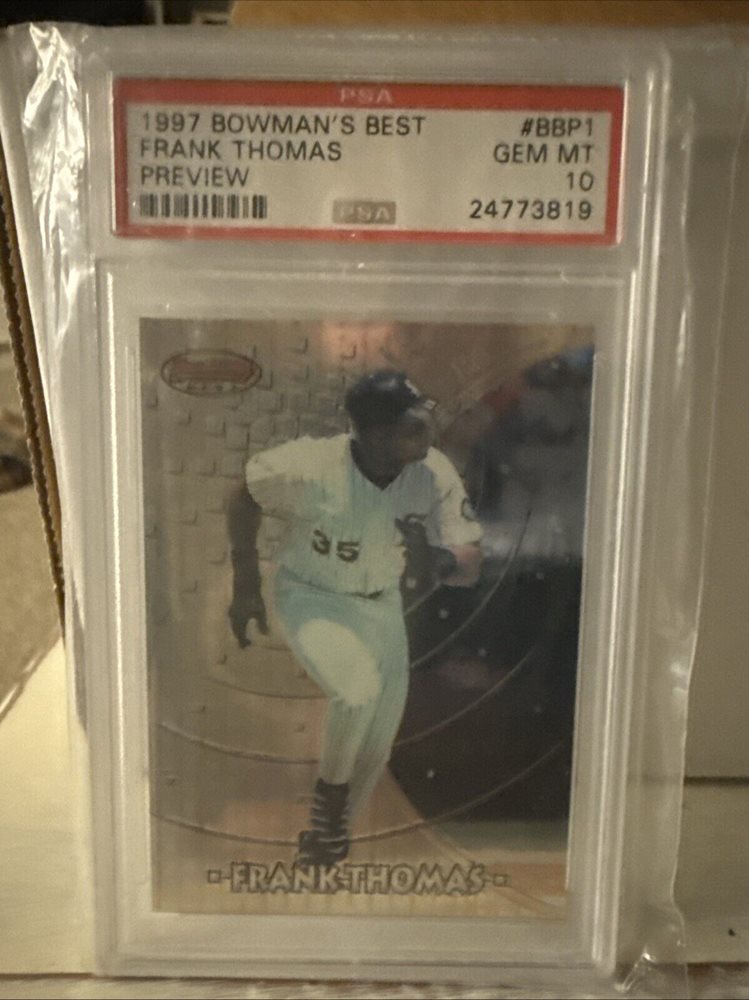 PSA
1997 BOWMAN'S BEST #BBP1
FRANK THOMAS GEM MT
PREVIEW 10
PSA 24773819
35
FRANK THOMAS